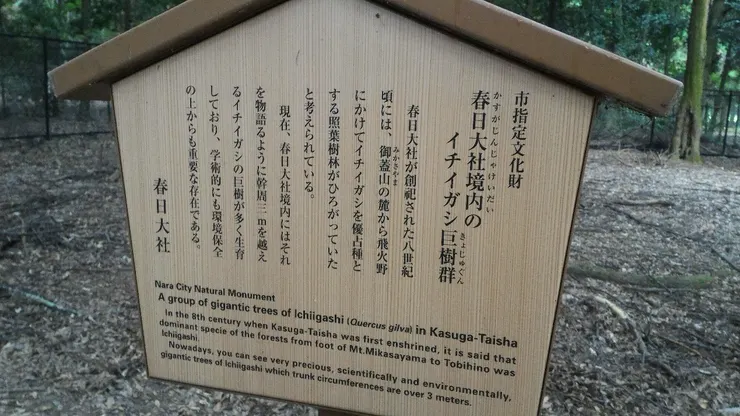 市指定文化財
春日大社境内の
かすがじんじゃけいだい
イチイガシ巨樹群
きょじゅぐん
春日大社が創祀された八世紀
頃には、御蓋山の麓から飛火野
みかさやま
にかけてイチイガシを優占種と
する照葉樹林がひろがっていた
と考えられている。
現在、春日大社境内にはそれ
を物語るように幹周三mを越え
るイチイガシの巨樹が多く生育
しており、学術的にも環境保全
の上からも重要な存在である。
春日大社
Nara City Natural Monument
A group of gigantic trees of Ichiigashi (Quercus gilva) in Kasuga-Taisha
In the 8th century when Kasuga-Taisha was first enshrined, it is said that
dominant specie of the forests from foot of Mt.Mikasayama to Tobihino was
Ichiigashi.
Nowadays, you can see very precious, scientifically and environmentally,
gigantic trees of Ichiigashi which trunk circumferences are over 3 meters.